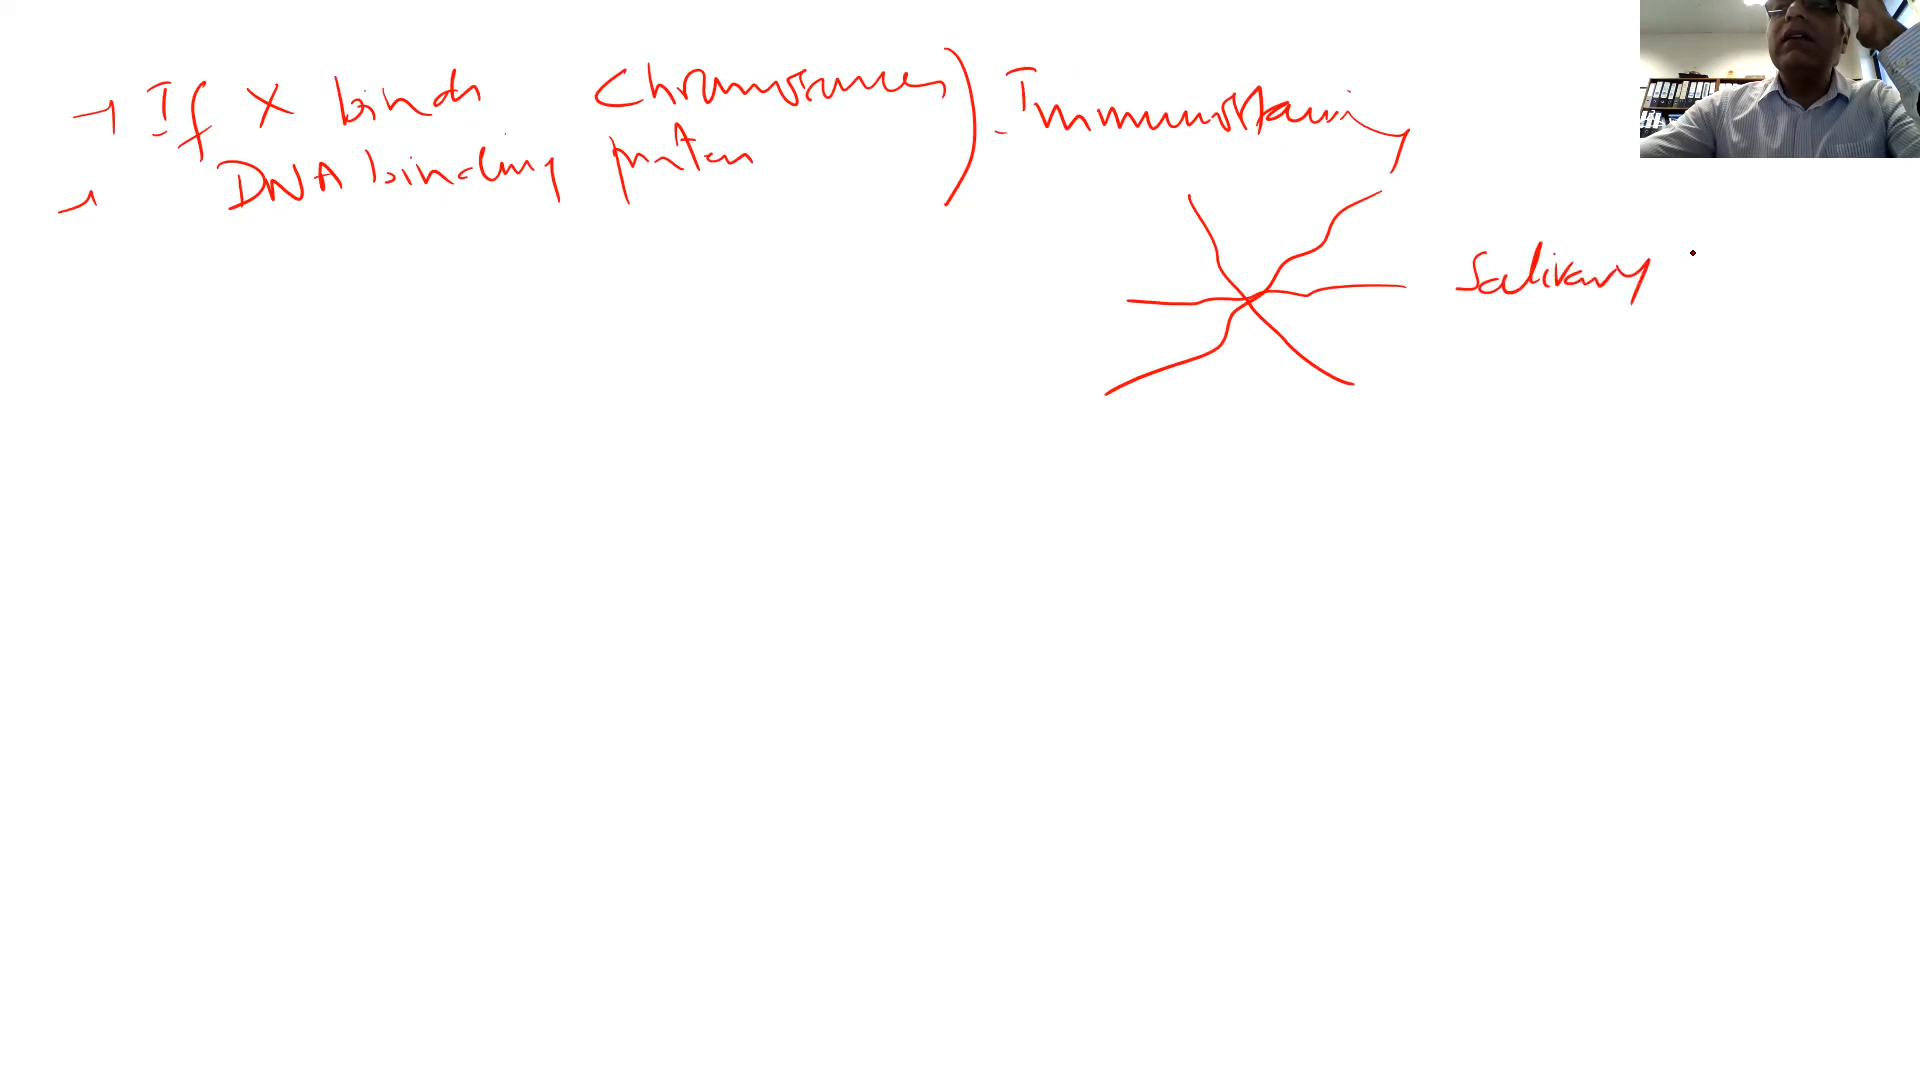 → If X binds Chromosomes
→ DNA binding protein
Immunostaining
Salivary